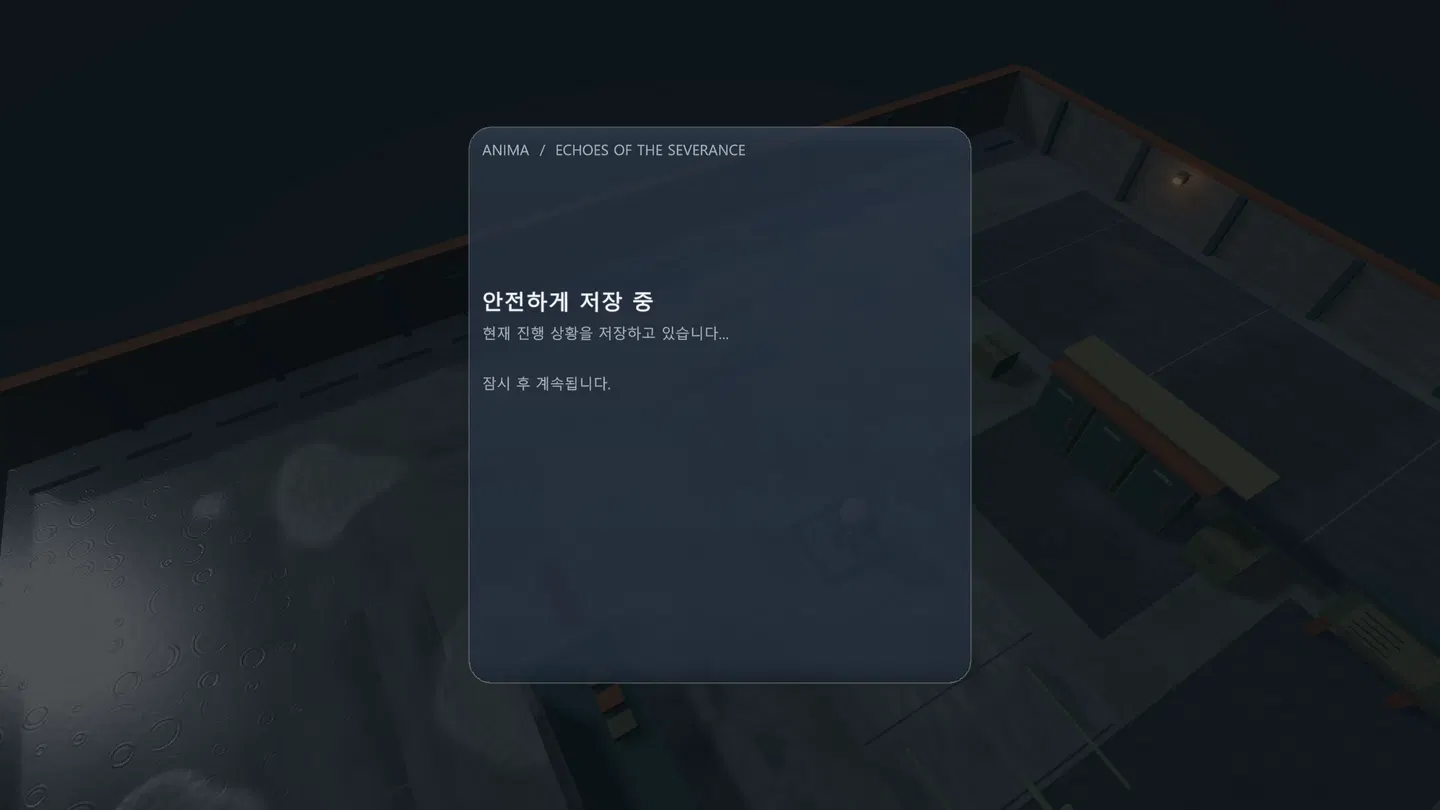 ANIMA / ECHOES OF THE SEVERANCE
안전하게 저장 중
현재 진행 상황을 저장하고 있습니다...
잠시 후 계속됩니다.